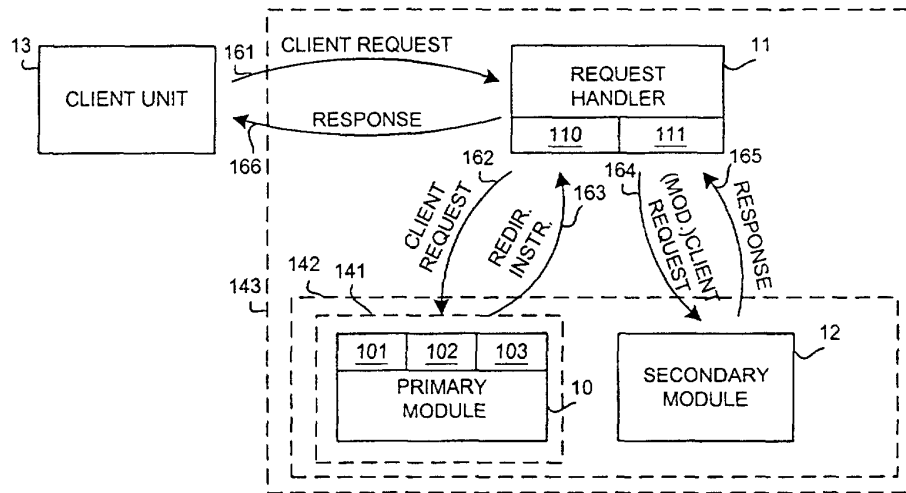 13
161
CLIENT REQUEST
11
CLIENT UNIT
REQUEST
HANDLER
RESPONSE
110
111
166
162
CLIENT
REQUEST
163
REDIR.
INSTR.
164
(MOD.)CLIENT
REQUEST
165
RESPONSE
143
142
141
101
102
103
PRIMARY
MODULE
10
SECONDARY
MODULE
12